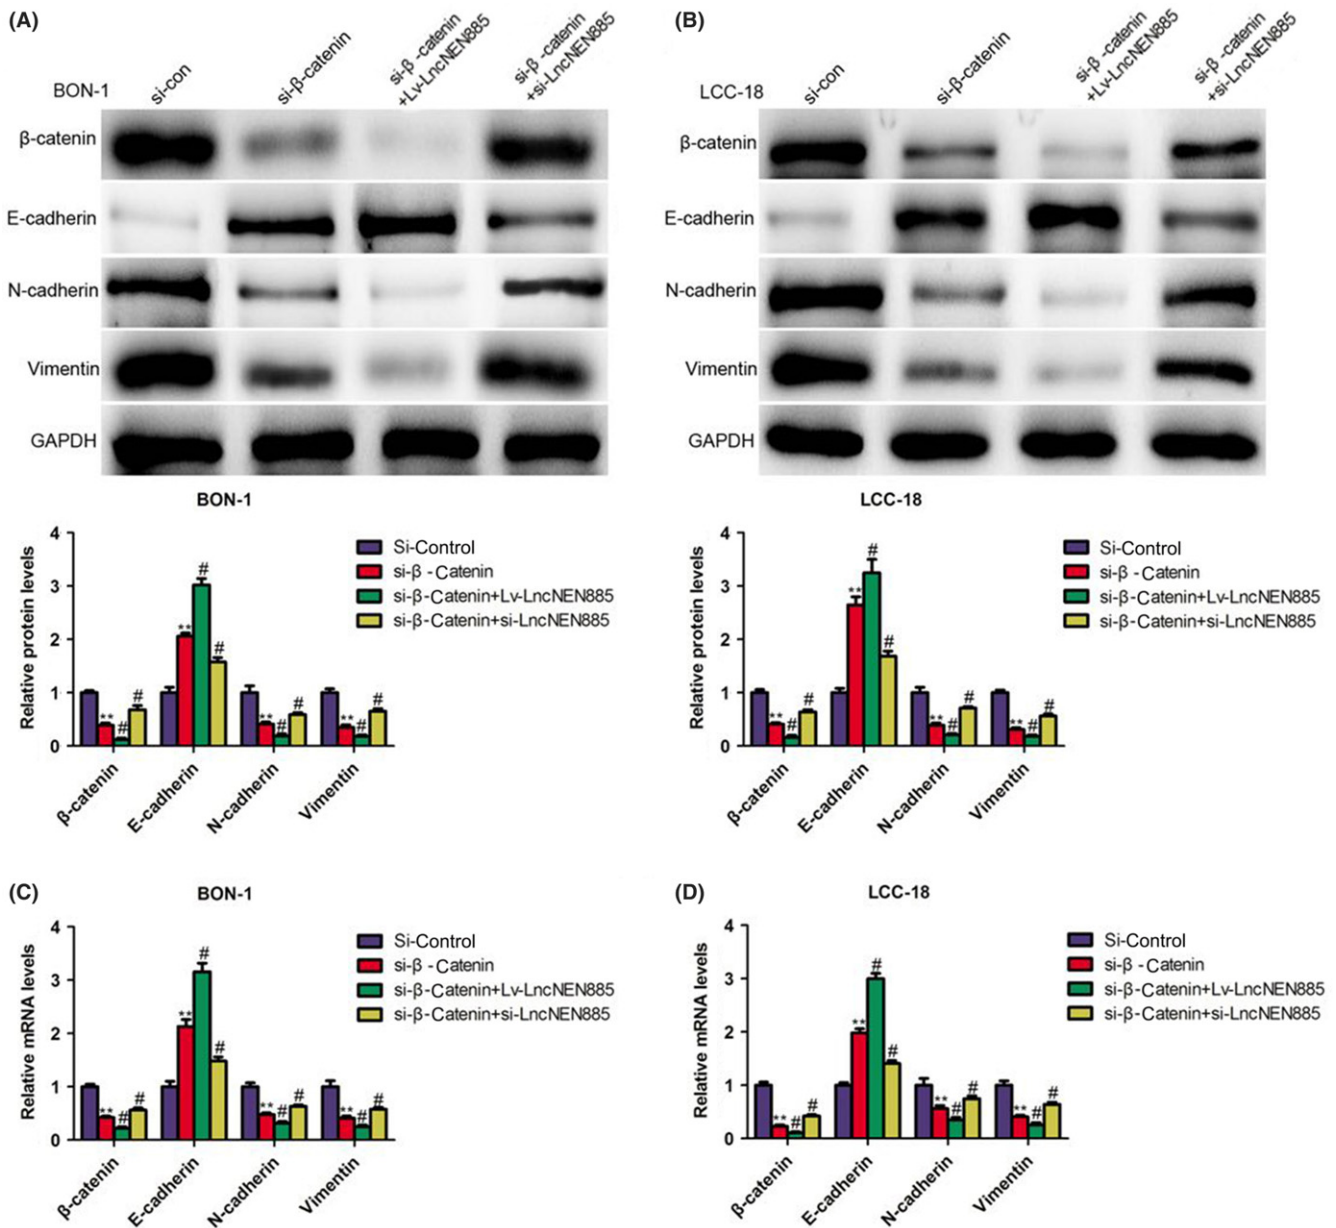 (A)
BON-1
si-con
si-β-catenin
si-β -catenin
+Lv-LncNEN885
si-β -catenin
+si-LncNEN885
β-catenin
E-cadherin
N-cadherin
Vimentin
GAPDH
(B)
LCC-18
si-con
si-β-catenin
si-β -catenin
+Lv-LncNEN885
si-β -catenin
+si-LncNEN885
β-catenin
E-cadherin
N-cadherin
Vimentin
GAPDH
BON-1
Relative protein levels
4
3
2
1
0
** # #
** # #
** # #
** # #
β-catenin
E-cadherin
N-cadherin
Vimentin
Si-Control
si-β -Catenin
si-β-Catenin+Lv-LncNEN885
si-β-Catenin+si-LncNEN885
LCC-18
Relative protein levels
4
3
2
1
0
** # #
** # #
** # #
** # #
β-catenin
E-cadherin
N-cadherin
Vimentin
Si-Control
si-β -Catenin
si-β-Catenin+Lv-LncNEN885
si-β-Catenin+si-LncNEN885
(C)
BON-1
Relative mRNA levels
4
3
2
1
0
** # #
** # #
** # #
** # #
β-catenin
E-cadherin
N-cadherin
Vimentin
Si-Control
si-β -Catenin
si-β-Catenin+Lv-LncNEN885
si-β-Catenin+si-LncNEN885
(D)
LCC-18
Relative mRNA levels
4
3
2
1
0
** # #
** # #
** # #
** # #
β-catenin
E-cadherin
N-cadherin
Vimentin
Si-Control
si-β -Catenin
si-β-Catenin+Lv-LncNEN885
si-β-Catenin+si-LncNEN885